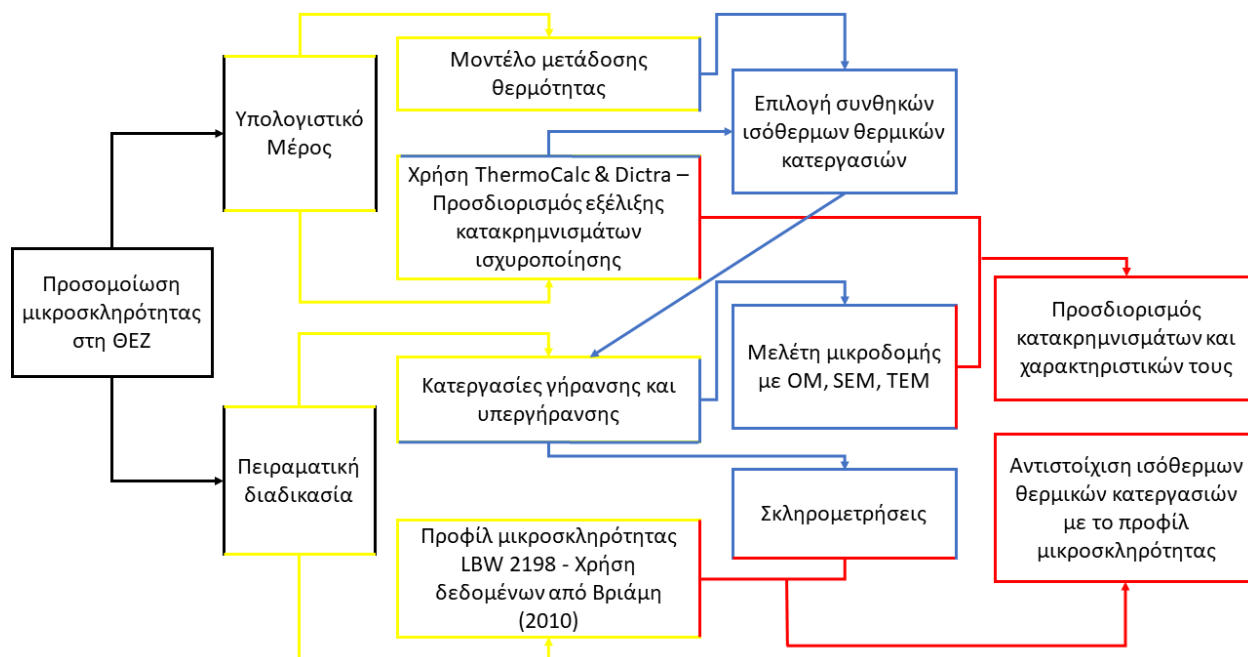 Προσομοίωση
μικροσκληρότητας
στη ΘΕΖ
Υπολογιστικό
Μέρος
Πειραματική
διαδικασία
Μοντέλο μετάδοσης
θερμότητας
Χρήση ThermoCalc & Dictra –
Προσδιορισμός εξέλιξης
κατακρημνισμάτων
ισχυροποίησης
Κατεργασίες γήρανσης και
υπεργήρανσης
Προφίλ μικροσκληρότητας
LBW 2198 - Χρήση
δεδομένων από Βριάμη
(2010)
Επιλογή συνθηκών
ισόθερμων θερμικών
κατεργασιών
Μελέτη μικροδομής
με OM, SEM, TEM
Σκληρομετρήσεις
Προσδιορισμός
κατακρημνισμάτων και
χαρακτηριστικών τους
Αντιστοίχιση ισόθερμων
θερμικών κατεργασιών
με το προφίλ
μικροσκληρότητας